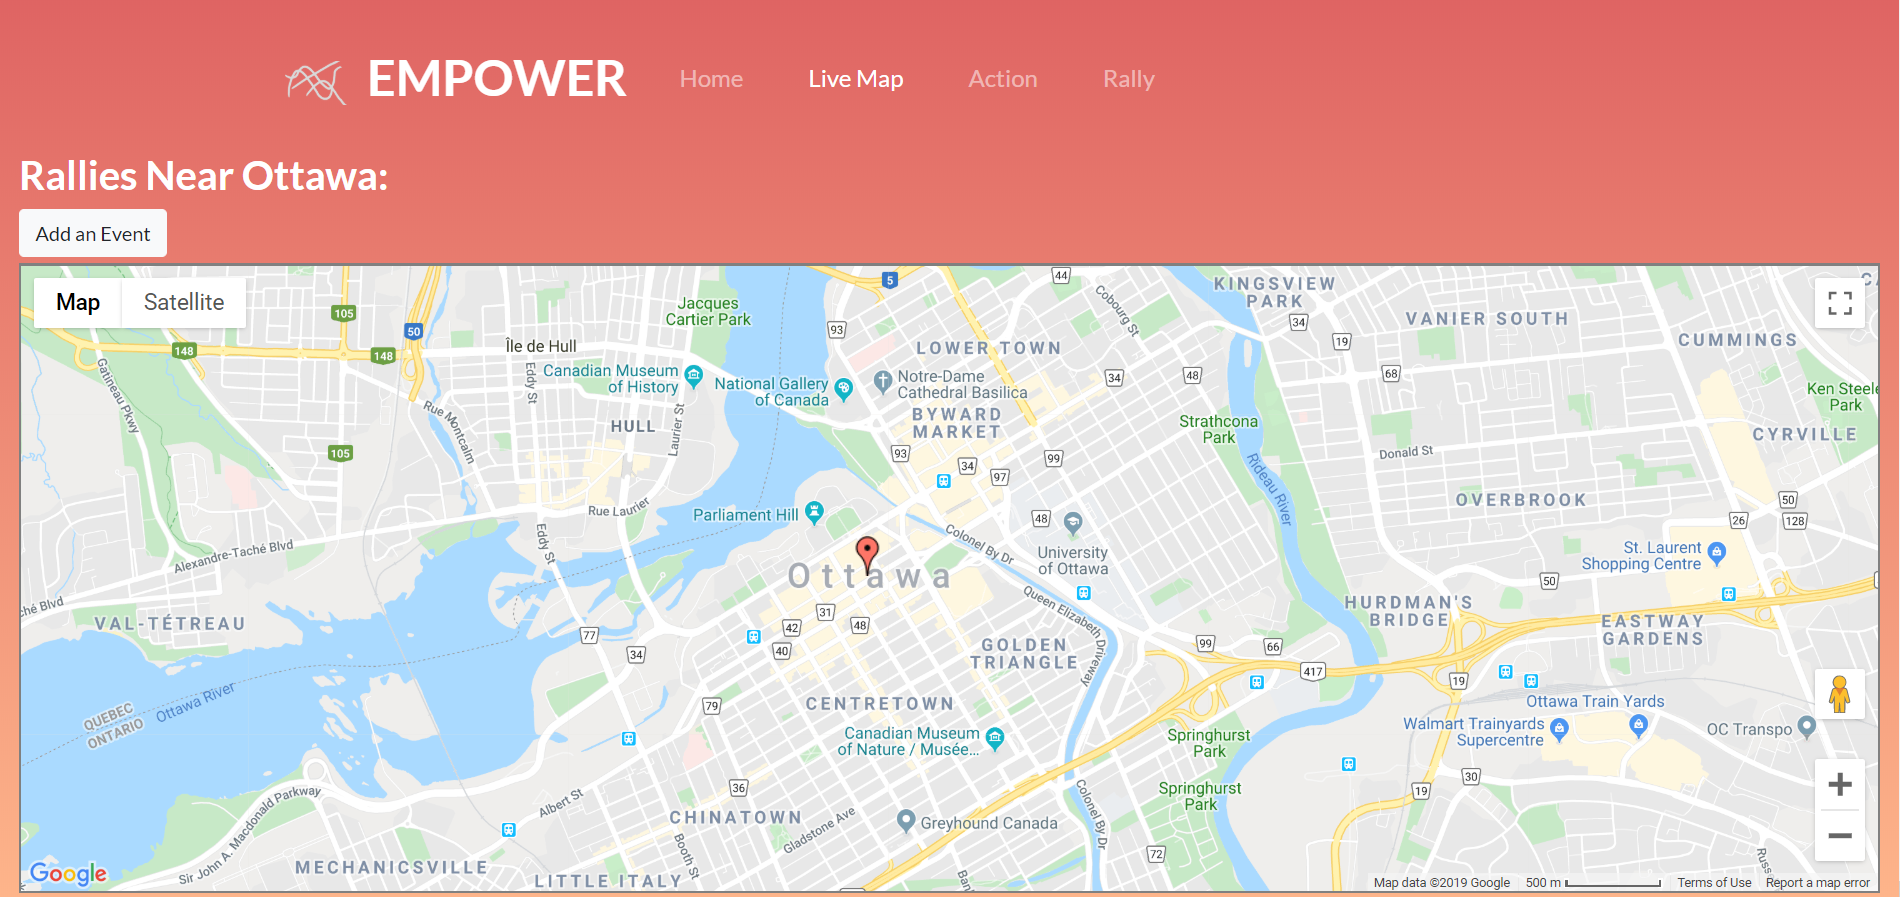 EMPOWER
Home
Live Map
Action
Rally
Rallies Near Ottawa:
Add an Event
Map
Satellite
105
50
148
148
5
44
93
34
19
68
Jacques
Cartier Park
Île de Hull
Canadian Museum
of History
National Gallery
of Canada
LOWER TOWN
Notre-Dame
Cathedral Basilica
BYWARD
MARKET
Cobourg St
KINGSVIEW
PARK
VANIER SOUTH
CUMMINGS
Ken Steele
Park
CYRVILLE
Gatineau Pkwy
Eddy St
Rue Montcalm
HULL
Laurier St
34
48
Strathcona
Park
Donald St
105
93
34
99
97
Rideau River
OVERBROOK
50
26
128
Rue Laurier
Parliament Hill
48
Colonel By Dr
University
of Ottawa
St. Laurent
Shopping Centre
50
Alexandre-Taché Blvd
Eddy St
Ottawa
Queen Elizabeth Driveway
ché Blvd
VAL-TÉTREAU
77
34
31
42
48
40
GOLDEN
TRIANGLE
HURDMAN'S
BRIDGE
EASTWAY
GARDENS
99
66
417
19
QUEBEC
ONTARIO
Ottawa River
79
CENTRETOWN
Canadian Museum
of Nature / Musée...
Springhurst
Park
Ottawa Train Yards
Walmart Trainyards
Supercentre
OC Transpo
30
19
Sir John A. Macdonald Parkway
Albert St
36
CHINATOWN
Gladstone Ave
Greyhound Canada
Colonel By Dr
Springhurst
Park
72
MECHANICSVILLE
LITTLE ITALY
Booth St
Ban
Russ
Google
Map data ©2019 Google
500 m
Terms of Use
Report a map error